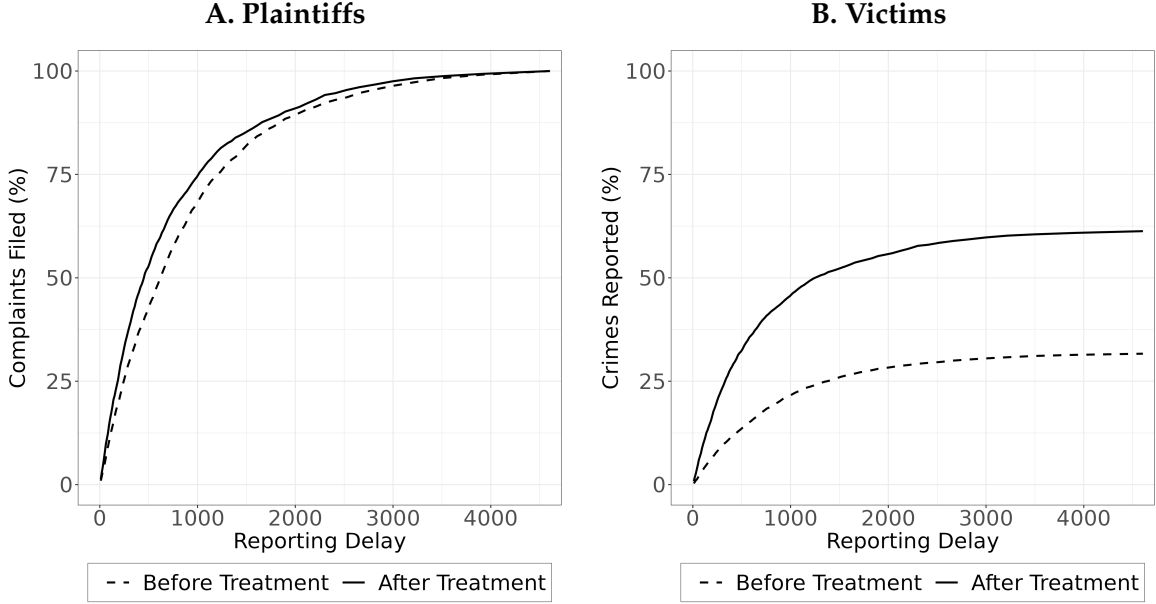 A. Plaintiffs
Complaints Filed (%)
100
75
50
25
0
0 1000 2000 3000 4000
Reporting Delay
Before Treatment After Treatment
B. Victims
Crimes Reported (%)
100
75
50
25
0
0 1000 2000 3000 4000
Reporting Delay
Before Treatment After Treatment